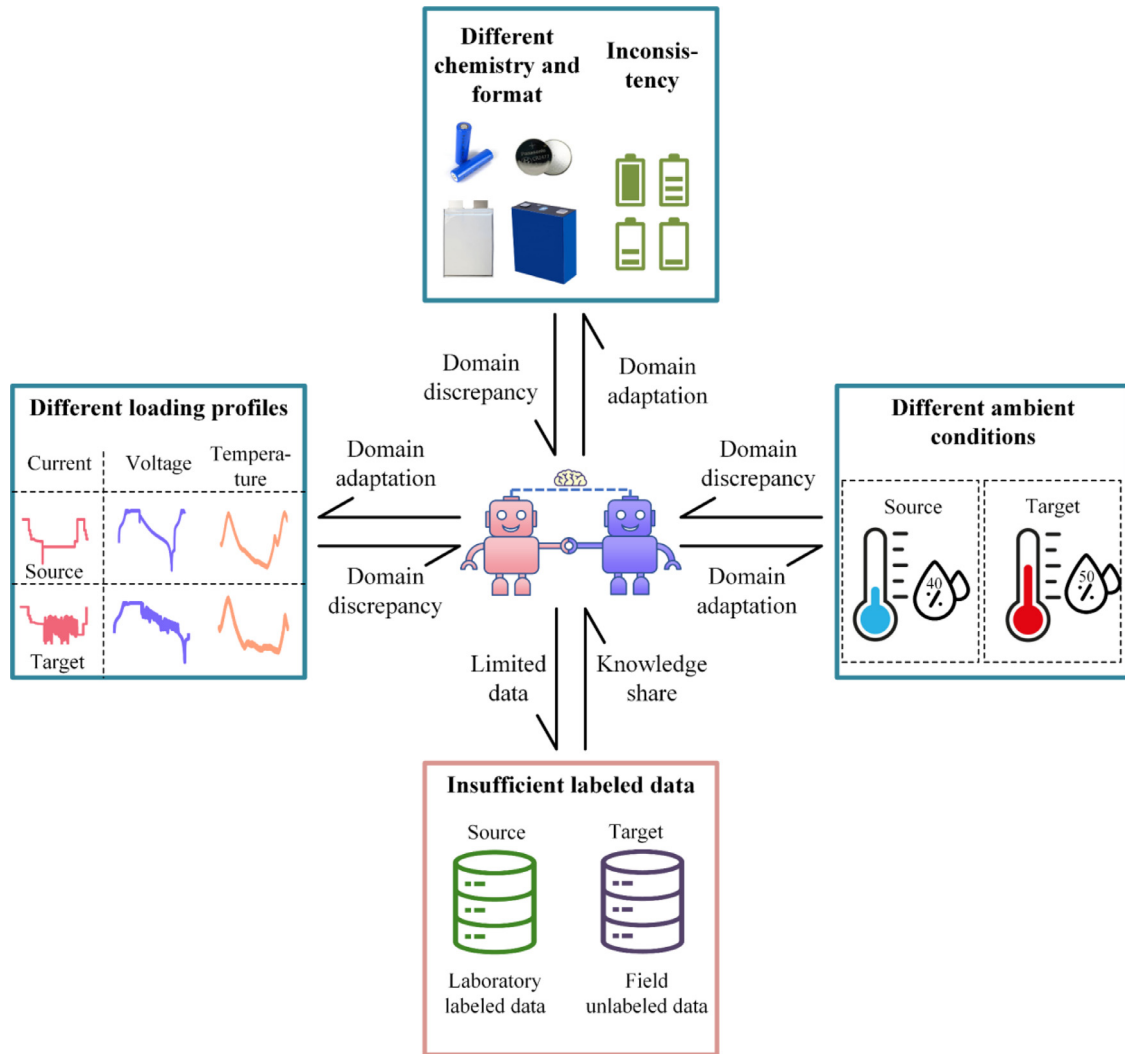 Different
chemistry and
format
Inconsis-
tency
Domain
discrepancy
Domain
adaptation
Different loading profiles
Current
Voltage
Tempera-
ture
Source
Target
Domain
adaptation
Domain
discrepancy
Domain
discrepancy
Domain
adaptation
Different ambient
conditions
Source
Target
40
%
50
%
Limited
data
Knowledge
share
Insufficient labeled data
Source
Target
Laboratory
labeled data
Field
unlabeled data